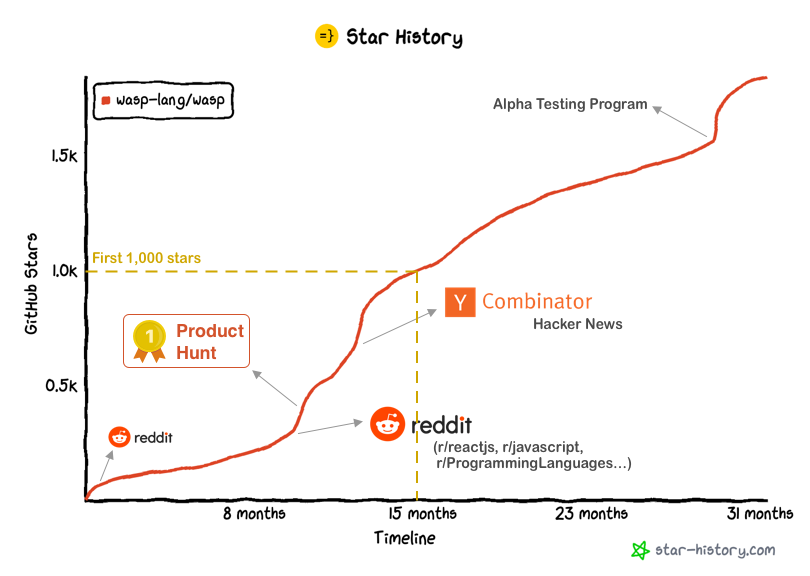 =} Star History
wasp-lang/wasp
Alpha Testing Program
1.5k
First 1,000 stars
1.0k
GitHub Stars
Y Combinator
Hacker News
1 Product
Hunt
0.5k
reddit
reddit
(r/reactjs, r/javascript,
r/ProgrammingLanguages...)
8 months
15 months
23 months
31 months
Timeline
star-history.com